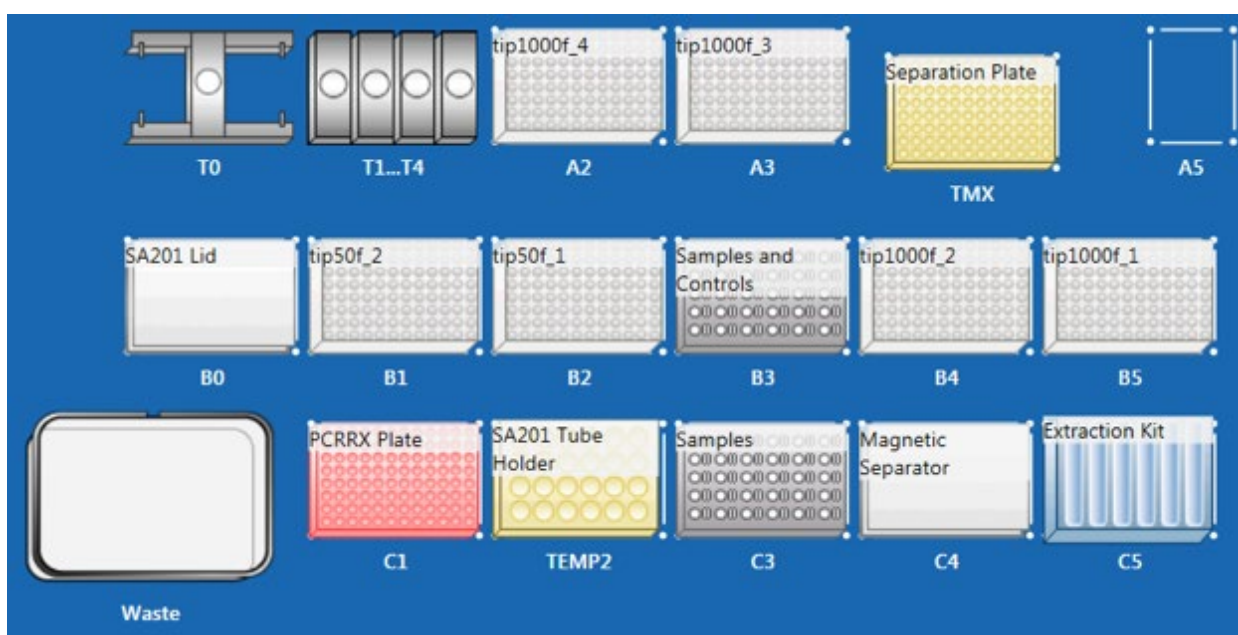 tip1000f_4
tip1000f_3
Separation Plate
T0
T1...T4
A2
A3
TMX
A5
SA201 Lid
tip50f_2
tip50f_1
Samples and
Controls
tip1000f_2
tip1000f_1
B0
B1
B2
B3
B4
B5
PCRRX Plate
SA201 Tube
Holder
Samples
Magnetic
Separator
Extraction Kit
C1
TEMP2
C3
C4
C5
Waste